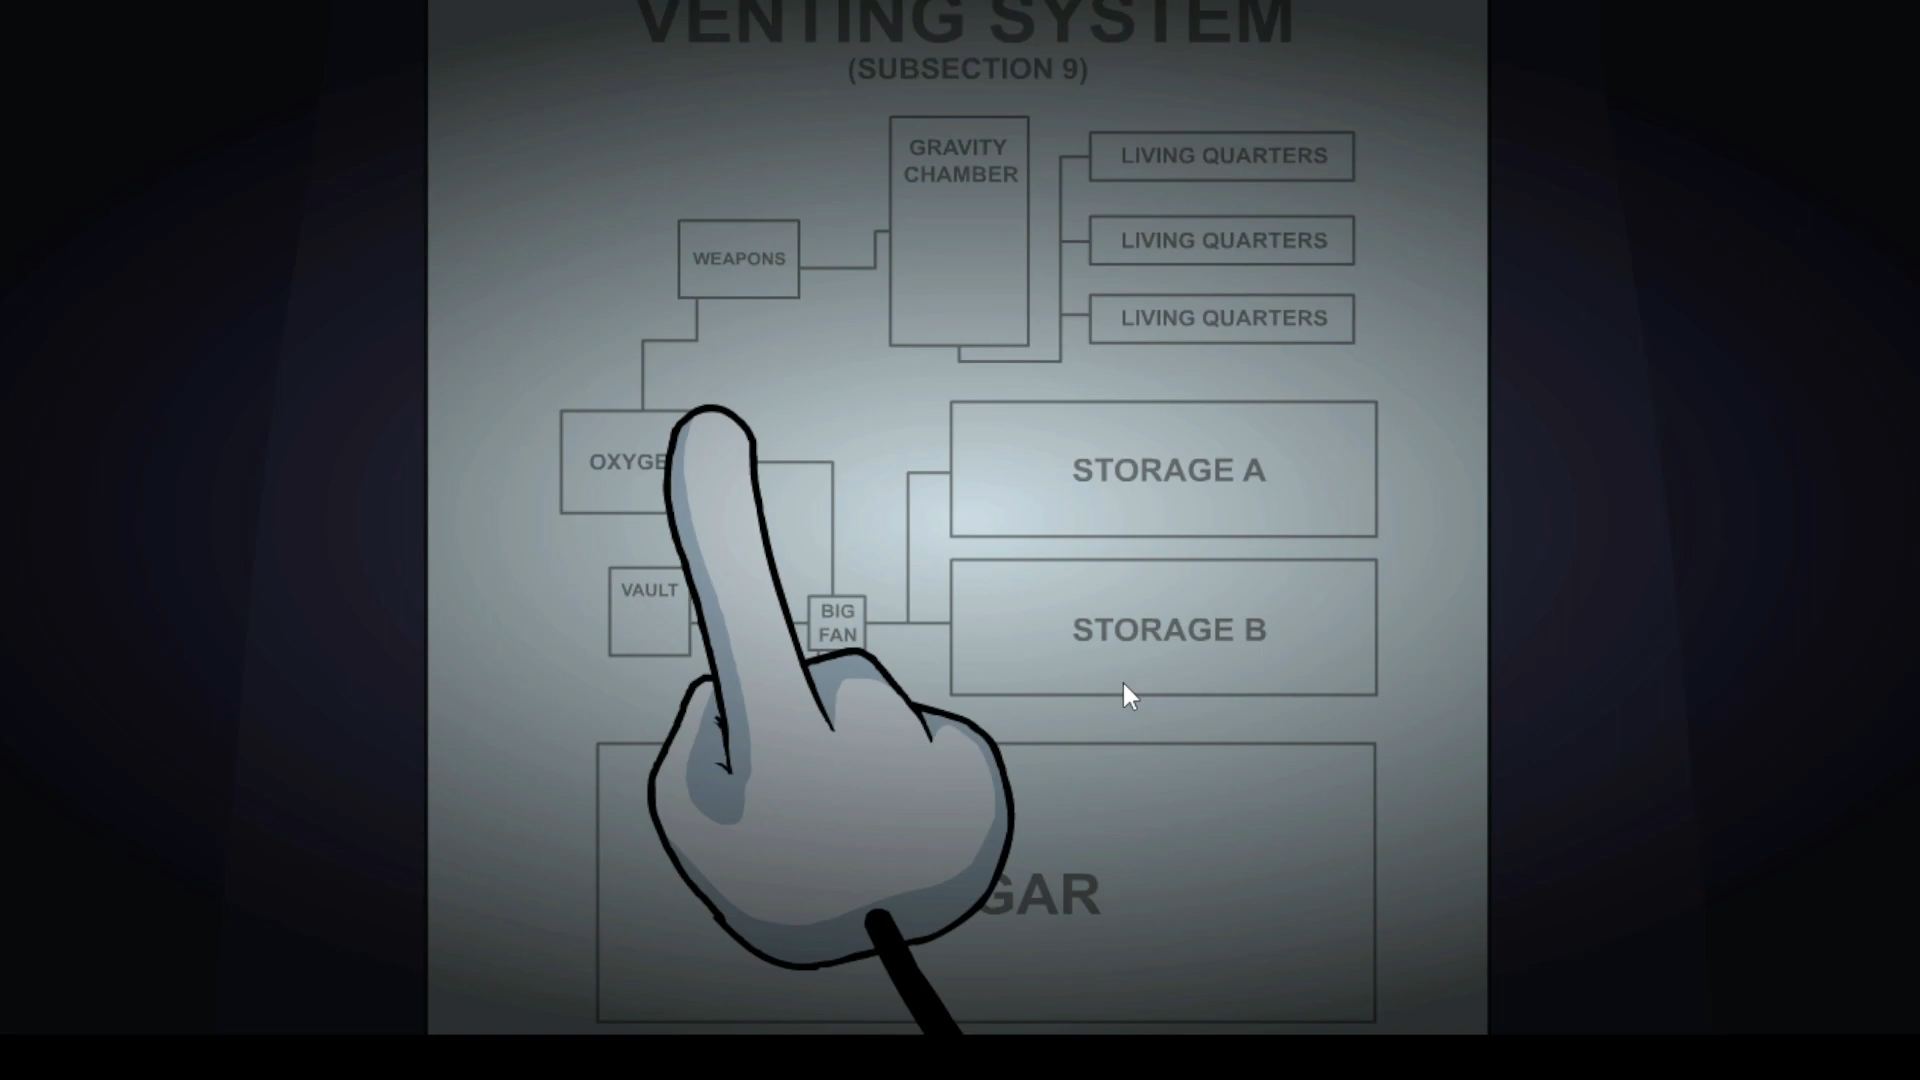 VENTING SYSTEM
(SUBSECTION 9)
GRAVITY
CHAMBER
LIVING QUARTERS
WEAPONS
LIVING QUARTERS
LIVING QUARTERS
OXYGE
STORAGE A
VAULT
BIG
FAN
STORAGE B
GAR